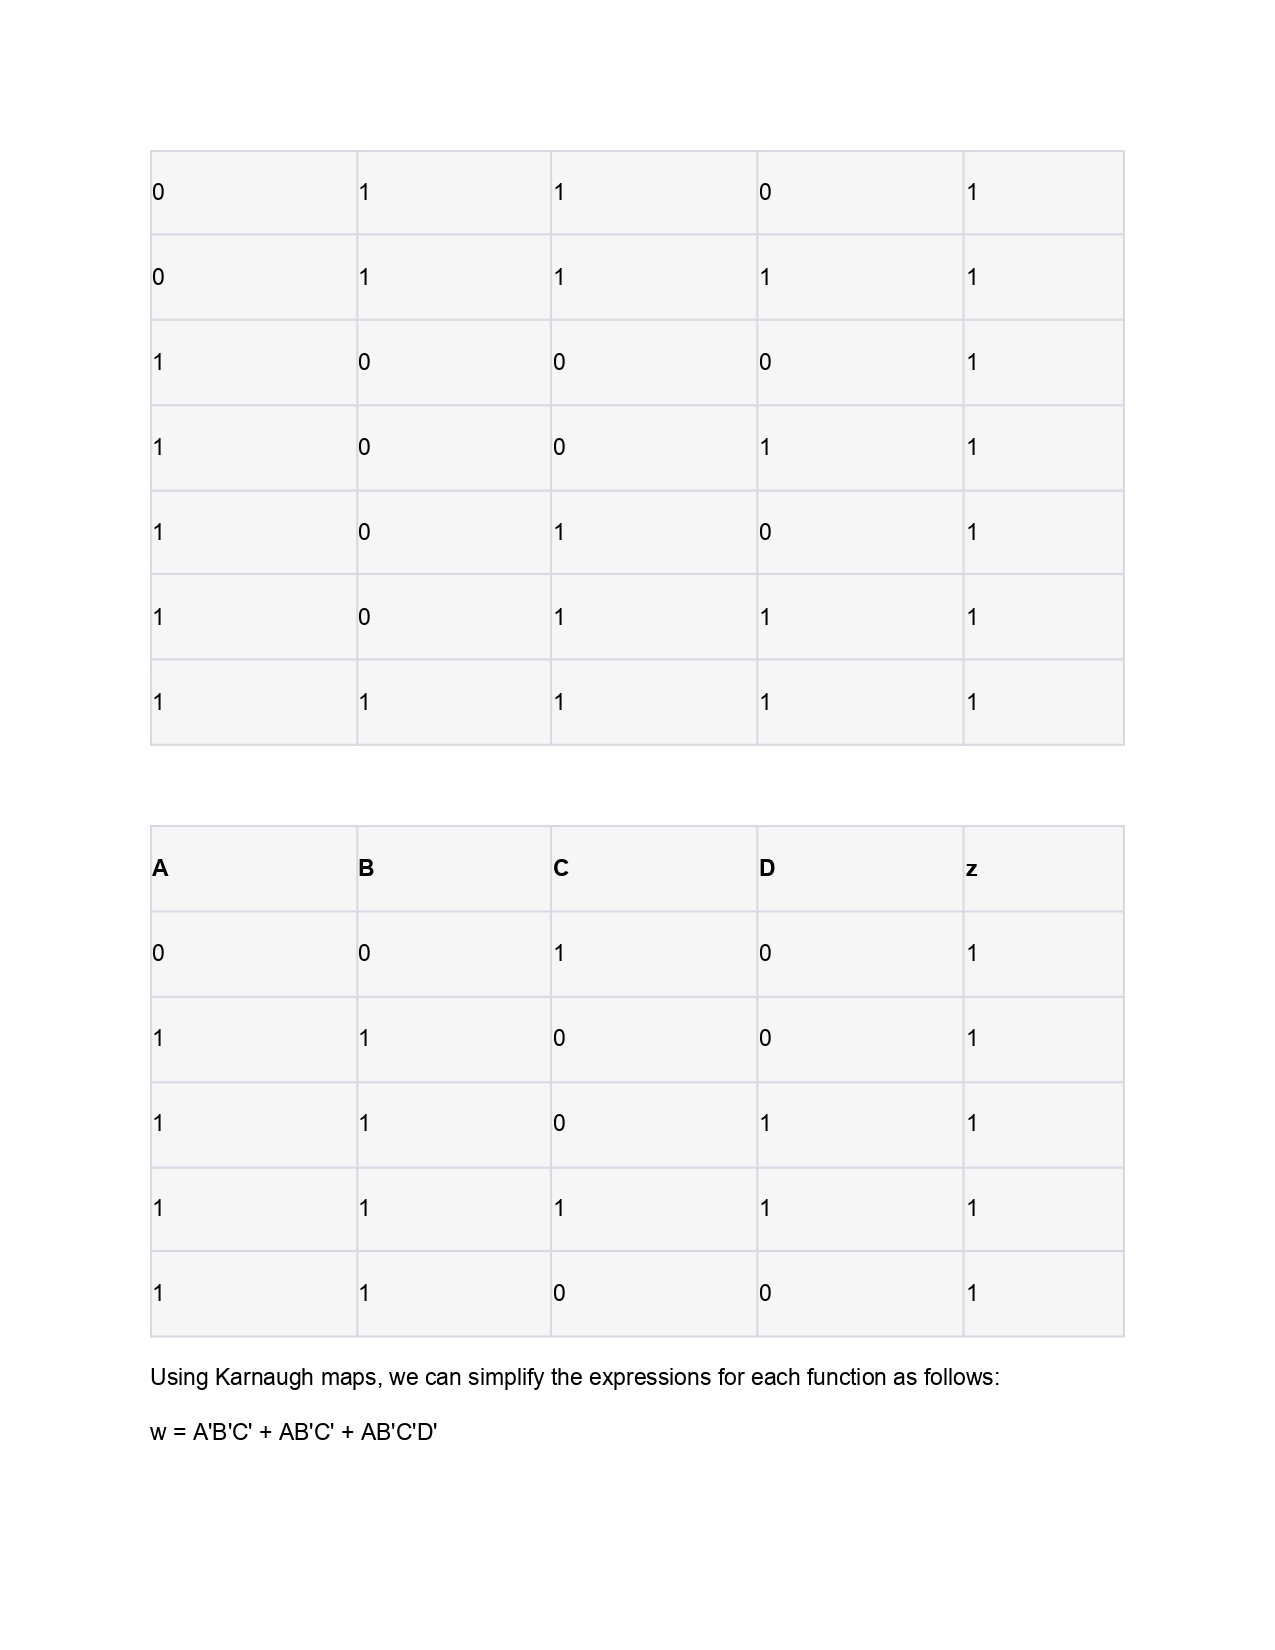 0 1 1 0 1
0 1 1 1 1
1 0 0 0 1
1 0 0 1 1
1 0 1 0 1
1 0 1 1 1
1 1 1 1 1
A B C D z
0 0 1 0 1
1 1 0 0 1
1 1 0 1 1
1 1 1 1 1
1 1 0 0 1
Using Karnaugh maps, we can simplify the expressions for each function as follows:
w = A'B'C' + AB'C' + AB'C'D'